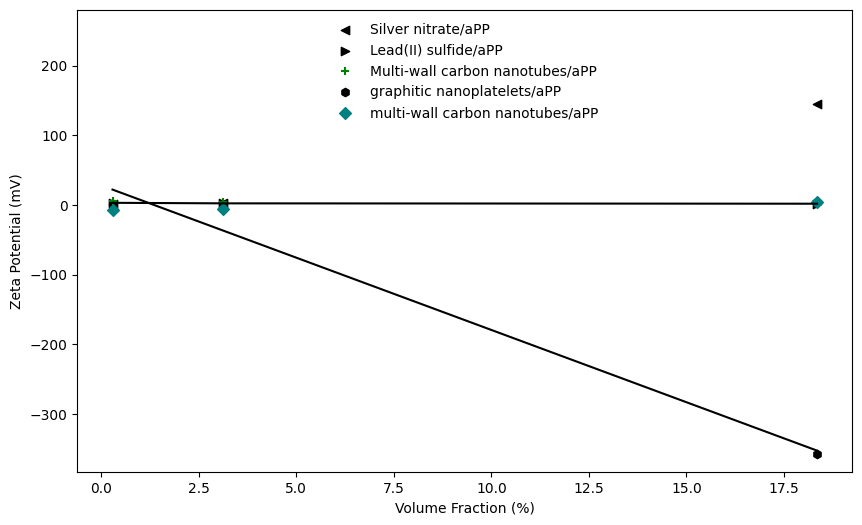 Silver nitrate/aPP
Lead(II) sulfide/aPP
Multi-wall carbon nanotubes/aPP
graphitic nanoplatelets/aPP
multi-wall carbon nanotubes/aPP
200
100
0
−100
−200
−300
Zeta Potential (mV)
0.0 2.5 5.0 7.5 10.0 12.5 15.0 17.5
Volume Fraction (%)